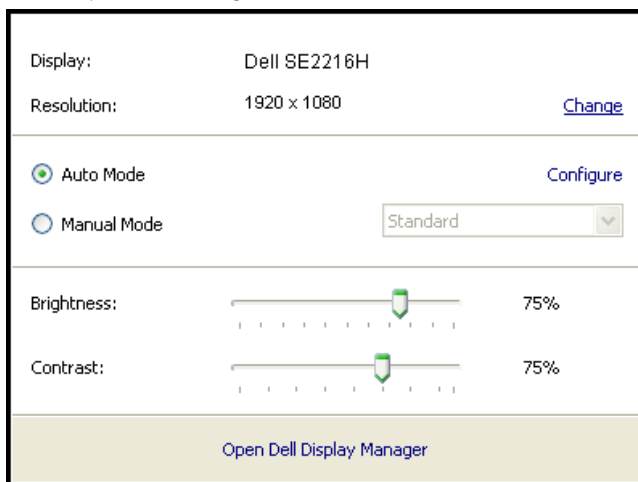 Display: Dell SE2216H
Resolution: 1920 x 1080 Change
Auto Mode Configure
Manual Mode Standard
Brightness: 75%
Contrast: 75%
Open Dell Display Manager